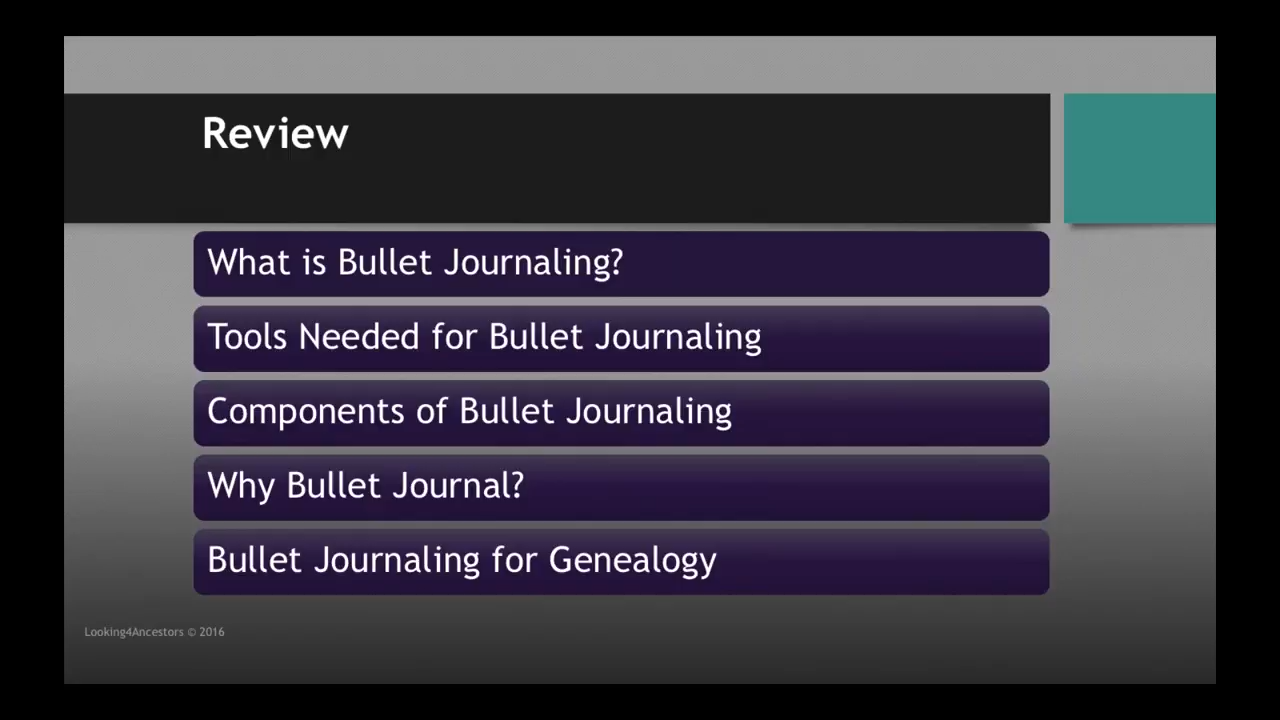 Review
What is Bullet Journaling?
Tools Needed for Bullet Journaling
Components of Bullet Journaling
Why Bullet Journal?
Bullet Journaling for Genealogy
Looking4Ancestors © 2016